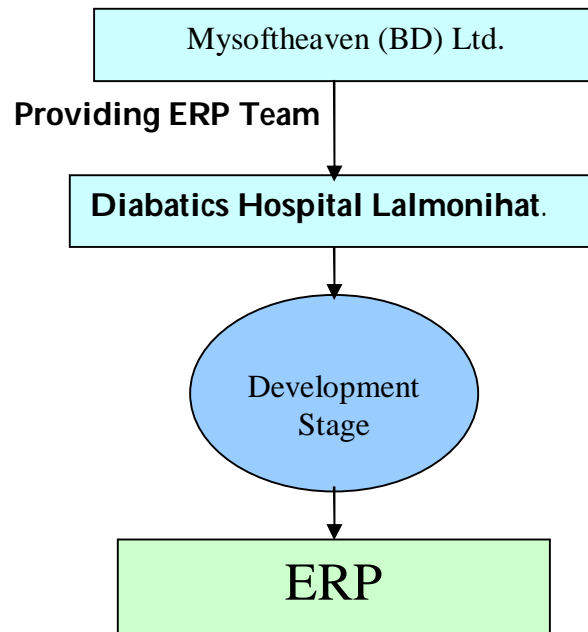 Mysoftheaven (BD) Ltd.
Providing ERP Team
Diabatics Hospital Lalmonihat.
Development
Stage
ERP